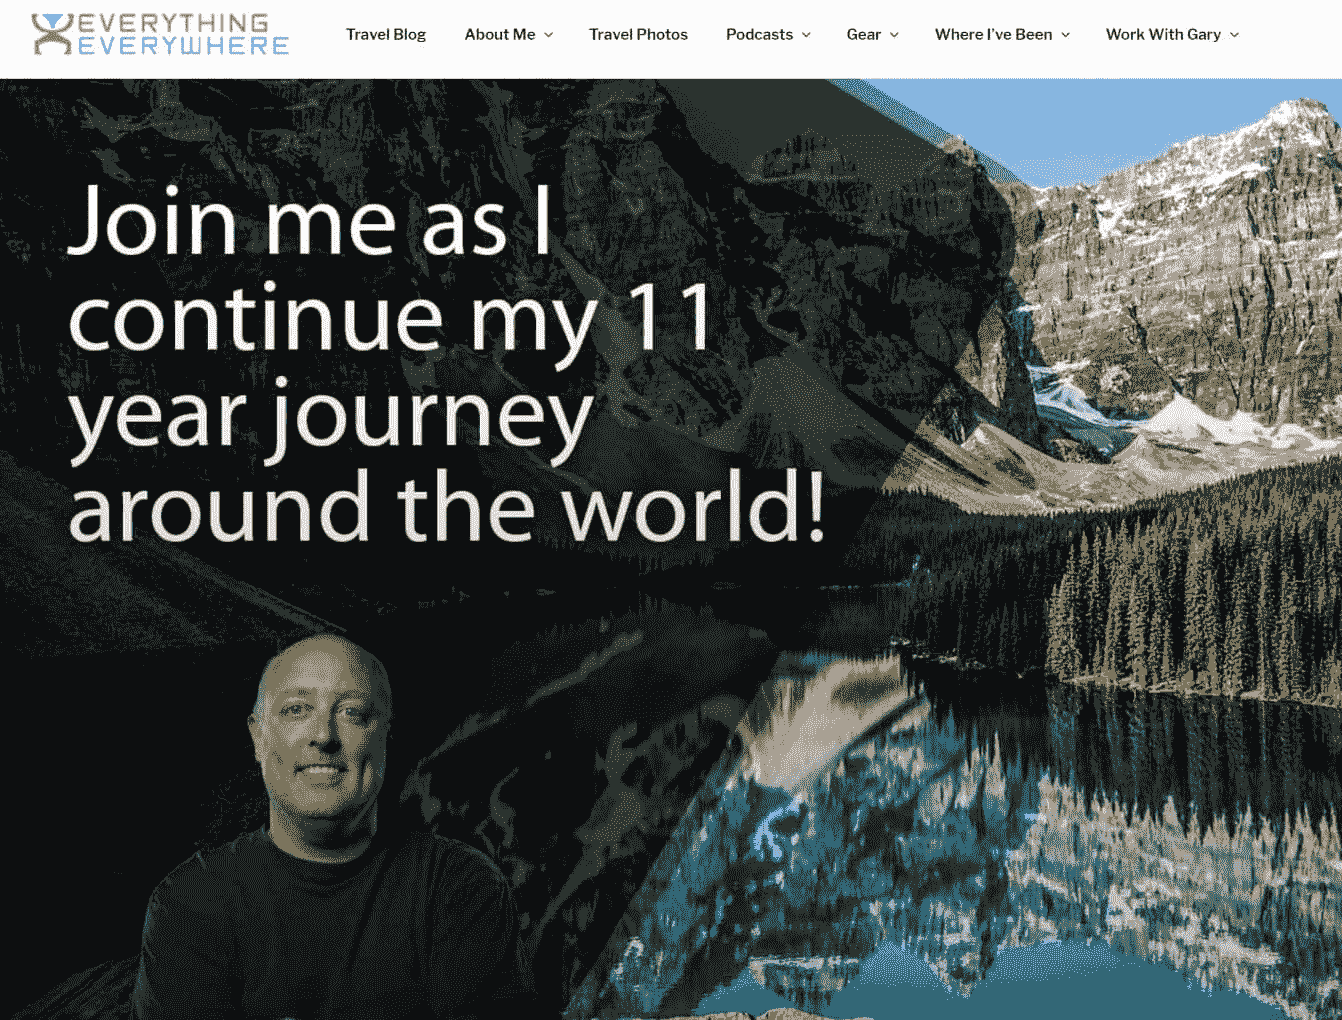 EVERYTHING
EVERYWHERE
Travel Blog About Me Travel Photos Podcasts Gear Where I've Been Work With Gary
Join me as I
continue my 11
year journey
around the world!